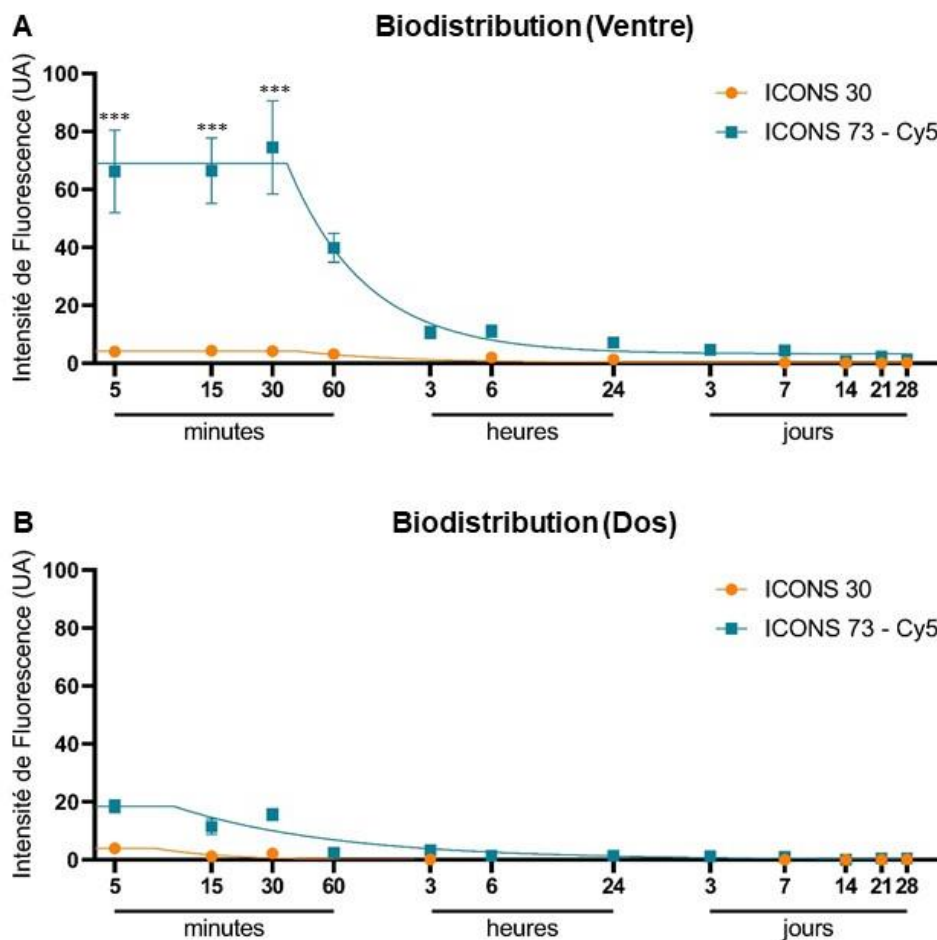 A
Biodistribution (Ventre)
Intensité de Fluorescence (UA)
100
80
60
40
20
0
***
***
***
ICONS 30
ICONS 73 - Cy5
5 15 30 60 3 6 24 3 7 14 21 28
minutes heures jours
B
Biodistribution (Dos)
Intensité de Fluorescence (UA)
100
80
60
40
20
0
ICONS 30
ICONS 73 - Cy5
5 15 30 60 3 6 24 3 7 14 21 28
minutes heures jours